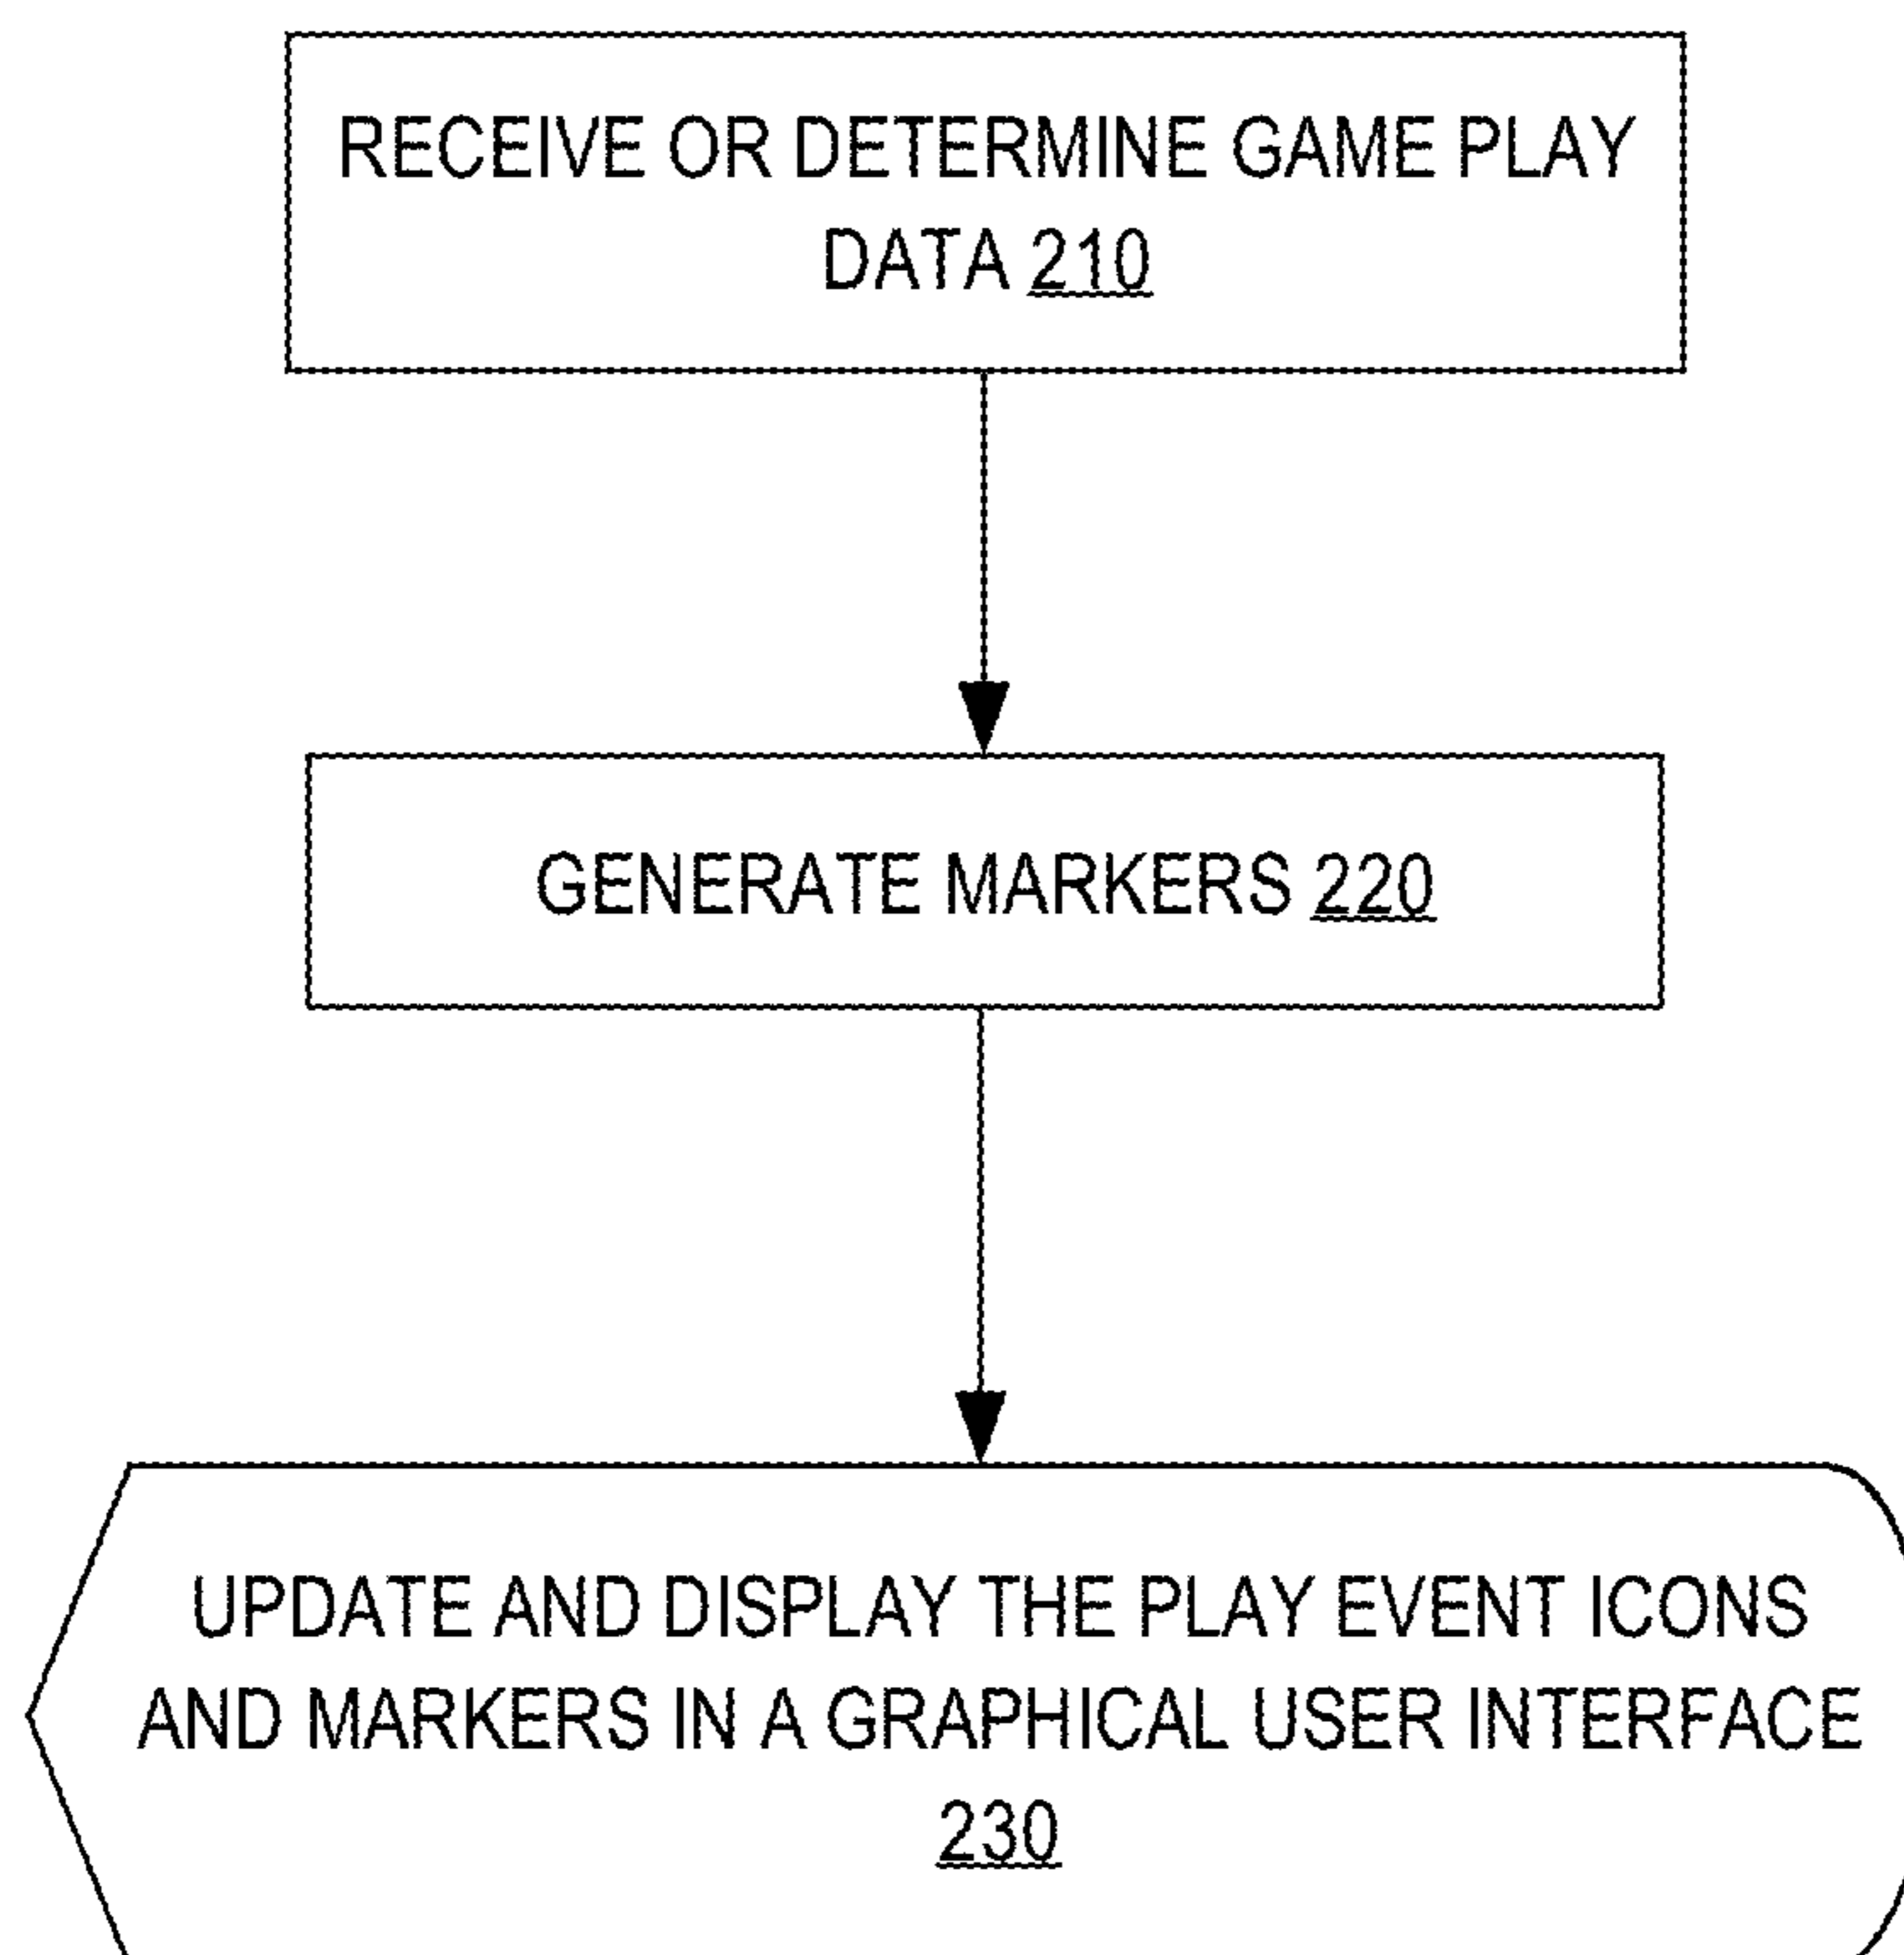 RECEIVE OR DETERMINE GAME PLAY
DATA 210
GENERATE MARKERS 220
UPDATE AND DISPLAY THE PLAY EVENT ICONS
AND MARKERS IN A GRAPHICAL USER INTERFACE
230